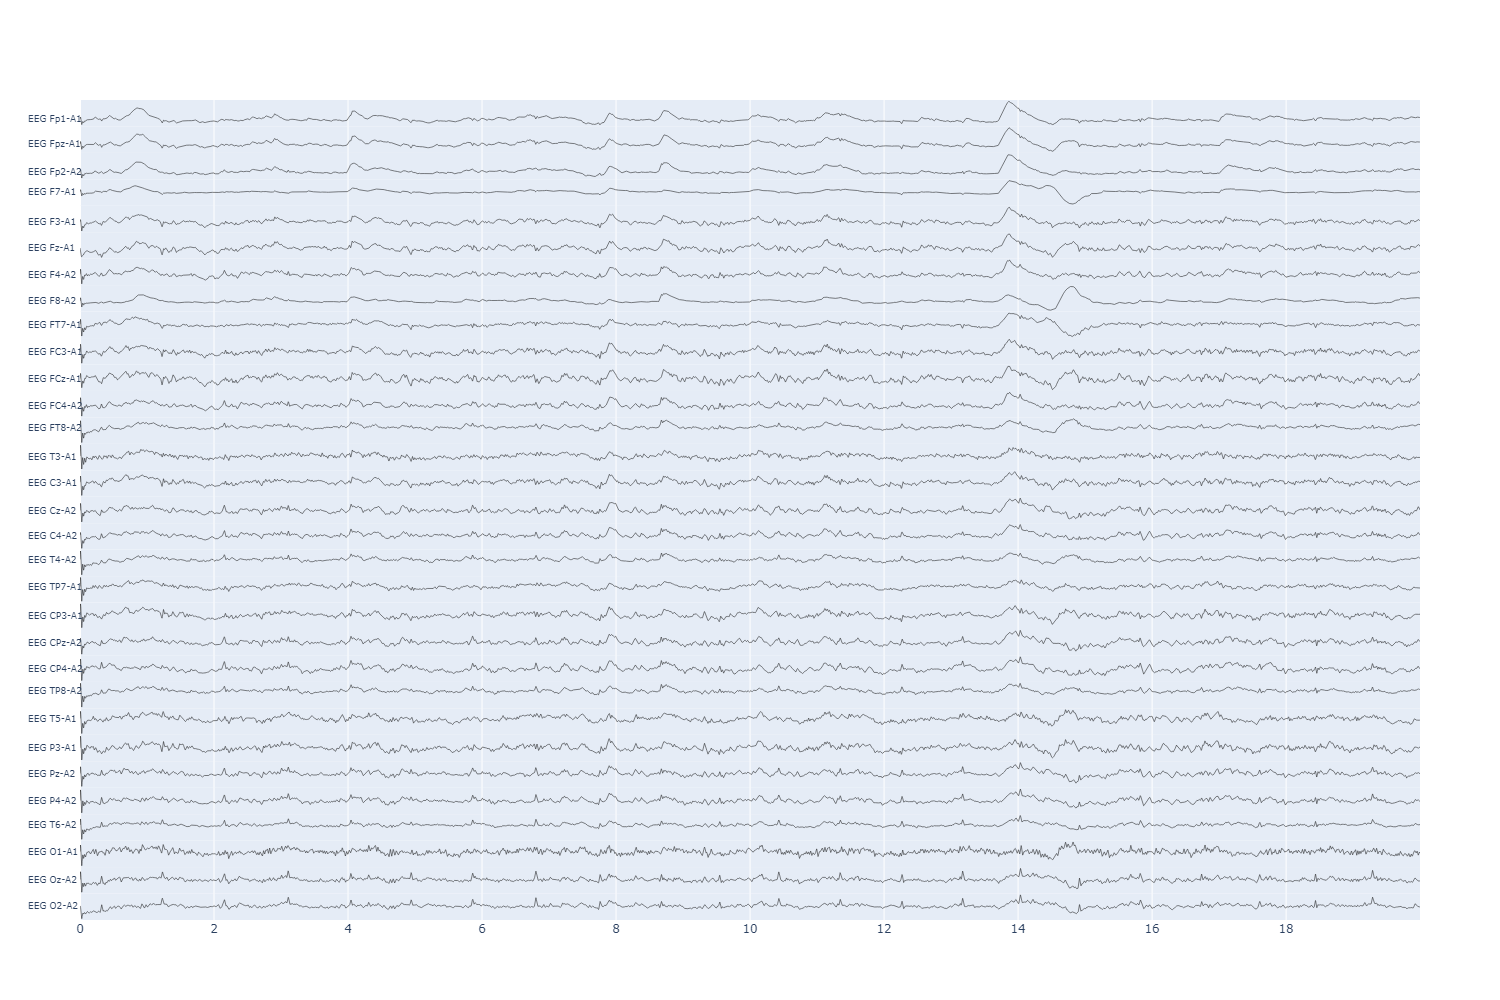 EEG Fp1-A1
EEG Fpz-A1
EEG Fp2-A2
EEG F7-A1
EEG F3-A1
EEG Fz-A1
EEG F4-A2
EEG F8-A2
EEG FT7-A1
EEG FC3-A1
EEG FCz-A1
EEG FC4-A2
EEG FT8-A2
EEG T3-A1
EEG C3-A1
EEG Cz-A2
EEG C4-A2
EEG T4-A2
EEG TP7-A1
EEG CP3-A1
EEG CPz-A2
EEG CP4-A2
EEG TP8-A2
EEG T5-A1
EEG P3-A1
EEG Pz-A2
EEG P4-A2
EEG T6-A2
EEG O1-A1
EEG Oz-A2
EEG O2-A2
0 2 4 6 8 10 12 14 16 18